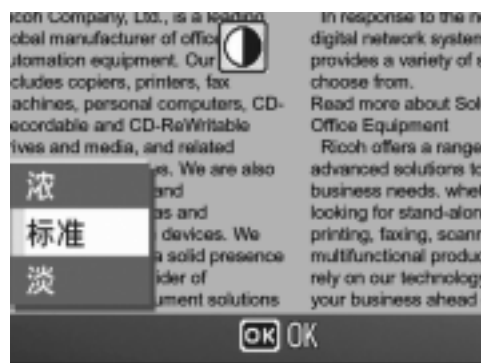 icoh Company, Ltd., is a leading
obal manufacturer of offic
utomation equipment. Our
cludes copiers, printers, fax
achines, personal computers, CD-
ecordable and CD-ReWritable
rives and media, and related
s. We are also
and
as and
devices. We
a solid presence
ider of
ument solutions
In response to the n
digital network system
provides a variety of s
choose from.
Read more about Sol
Office Equipment
Ricoh offers a range
advanced solutions to
business needs. whet
looking for stand-alon
printing, faxing, scann
multifunctional produc
rely on our technology
your business ahead
浓
标准
淡
OK OK